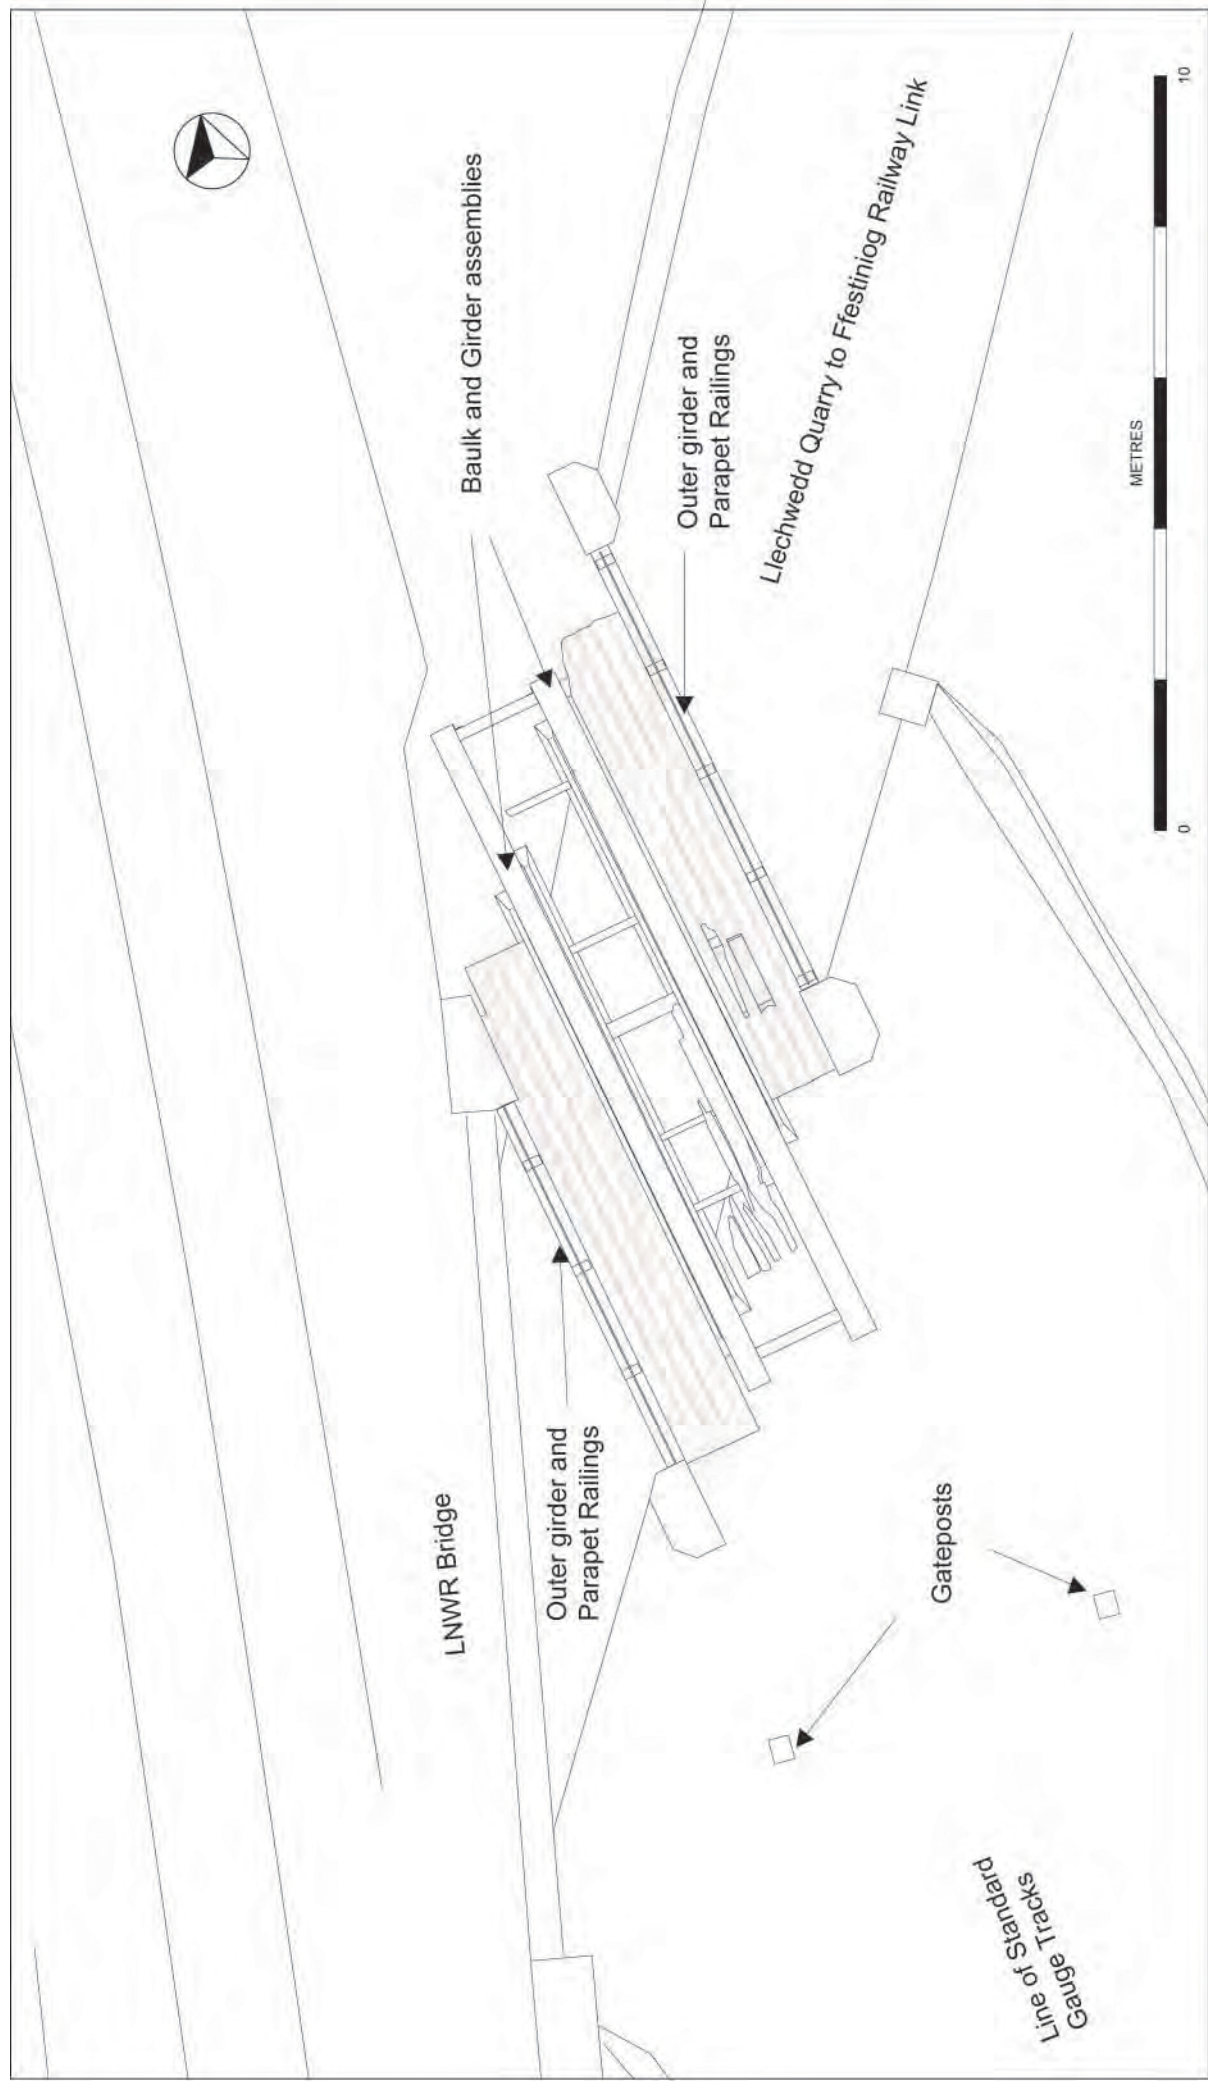 LNWR Bridge
Outer girder and
Parapet Railings
Baulk and Girder assemblies
Outer girder and
Parapet Railings
Llechwedd Quarry to Ffestiniog Railway Link
Gateposts
Line of Standard
Gauge Tracks
METRES
0
10